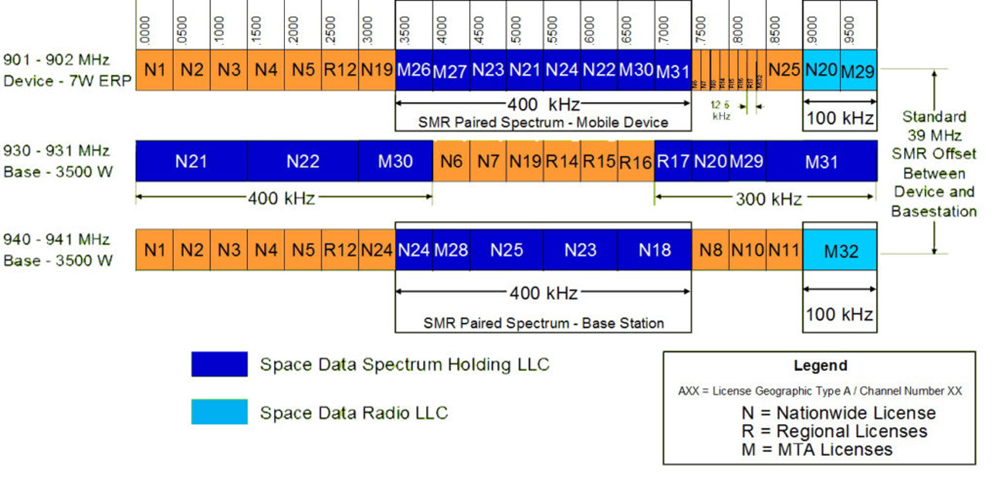 .0000 .0500 .1000 .1500 .2000 .2500 .3000 .3500 .4000 .4500 .5000 .5500 .6000 .6500 .7000 .7500 .8000 .8500 .9000 .9500
901 - 902 MHz
Device - 7W ERP
N1 N2 N3 N4 N5 R12 N19 M26 M27 N23 N21 N24 N22 M30 M31 N25 N20 M29
400 kHz
SMR Paired Spectrum - Mobile Device
kHz
100 kHz
930 - 931 MHz
Base - 3500 W
N21 N22 M30 N6 N7 N19 R14 R15 R16 R17 N20 M29 M31
400 kHz
300 kHz
Standard
39 MHz
SMR Offset
Between
Device and
Basestation
940 - 941 MHz
Base - 3500 W
N1 N2 N3 N4 N5 R12 N24 N24 M28 N25 N23 N18 N8 N10 N11 M32
400 kHz
SMR Paired Spectrum - Base Station
100 kHz
Space Data Spectrum Holding LLC
Space Data Radio LLC
Legend
AXX = License Geographic Type A / Channel Number XX
N = Nationwide License
R = Regional Licenses
M = MTA Licenses